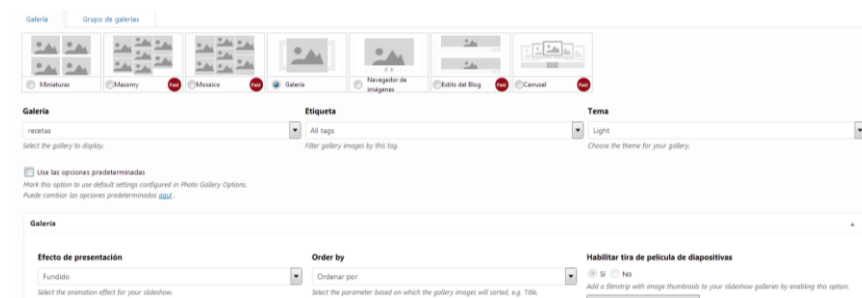 Galería Grupo de galerías
Miniaturas Masonry Paid Mosaico Paid Galería Navegador de imágenes Estilo del Blog Paid Carrusel Paid
Galería Etiqueta Tema
recetas All tags Light
Select the gallery to display. Filter gallery images by this tag. Choose the theme for your gallery.
Use las opciones predeterminadas
Mark this option to use default settings configured in Photo Gallery Options.
Puede cambiar las opciones predeterminadas aquí.
Galería
Efecto de presentación Order by Habilitar tira de película de diapositivas
Fundido Ordenar por Sí No
Select the animation effect for your slideshow. Select the parameter based on which the gallery images will sorted, e.g. Title. Add a filmstrip with image thumbnails to your slideshow galleries by enabling this option.